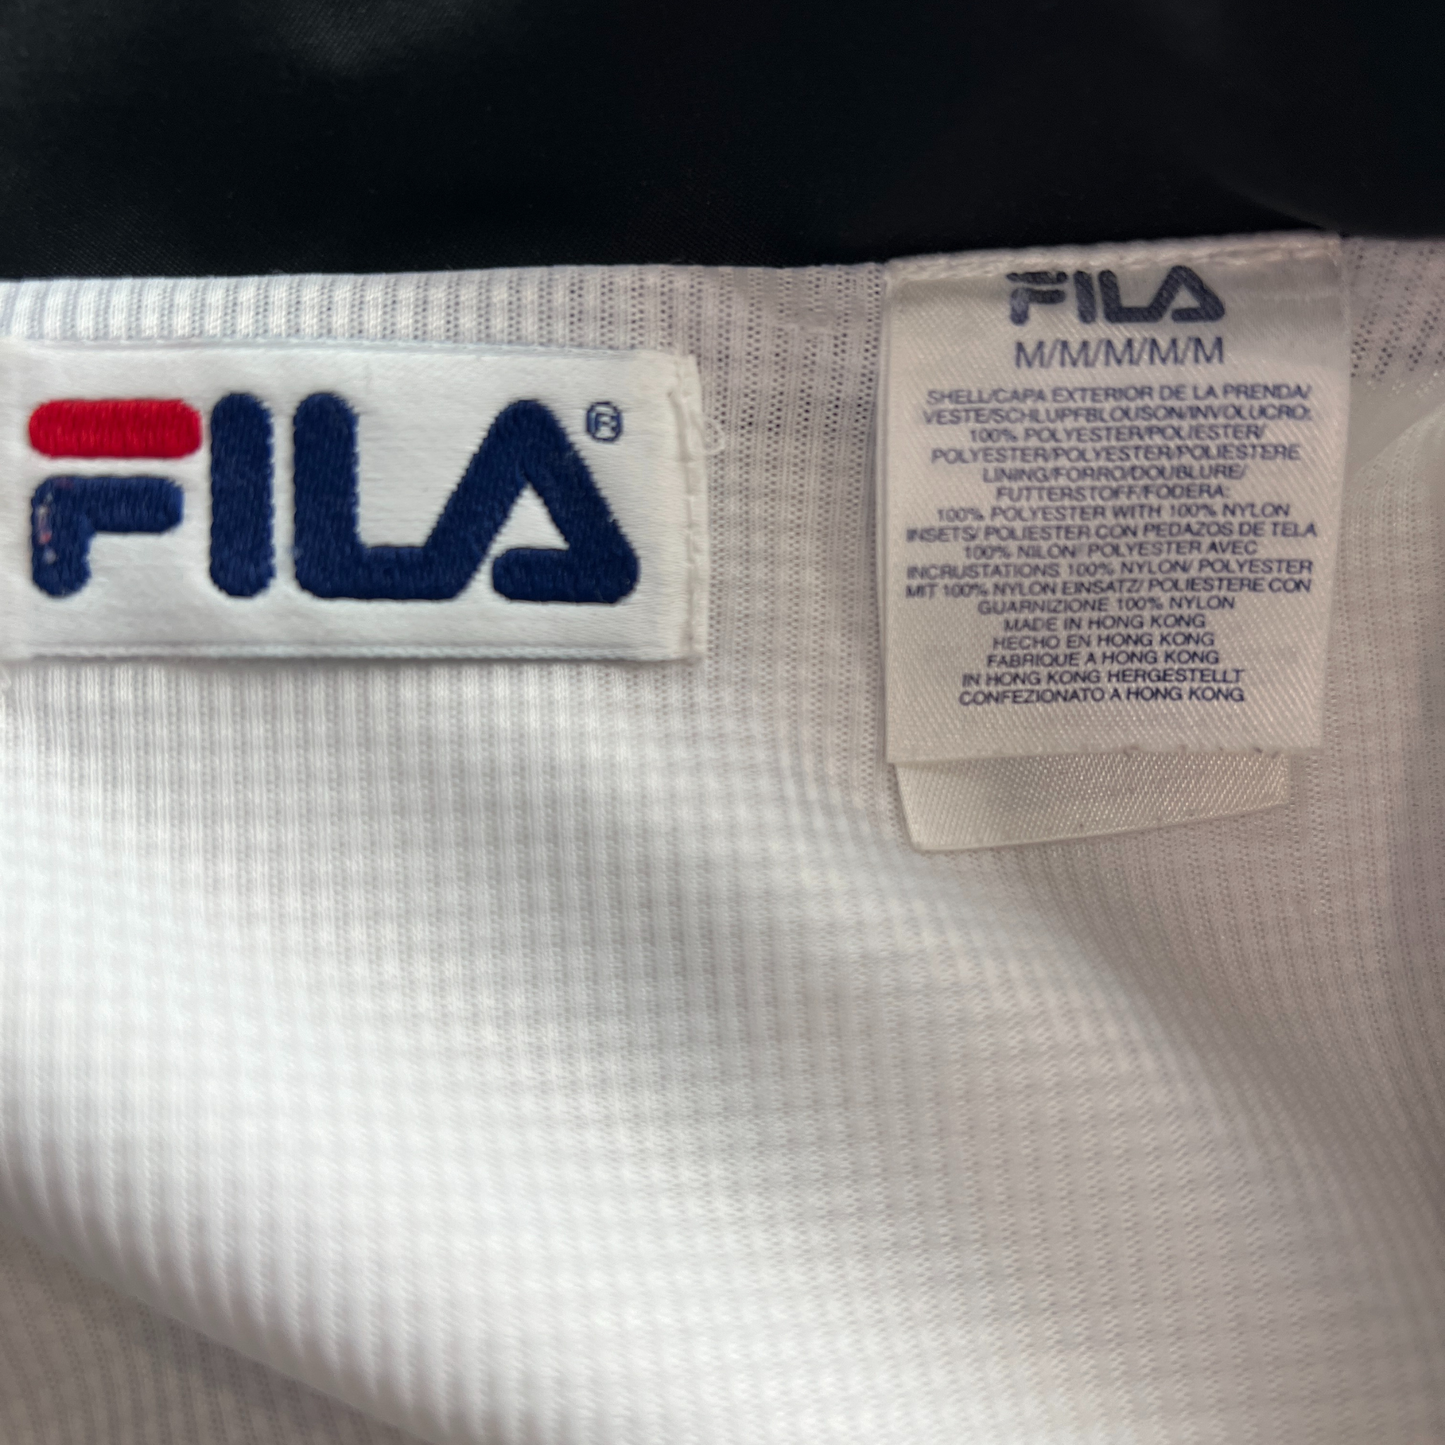 FILA®
FILA
M/M/M/M/M
SHELL/CAPA EXTERIOR DE LA PRENDA/
VESTE/SCHLUPFBLOUSON/INVOLUCRO:
100% POLYESTER/POLIESTER/
POLYESTER/POLYESTER/POLIESTERE
LINING/FORRO/DOUBLURE/
FUTTERSTOFF/FODERA:
100% POLYESTER WITH 100% NYLON
INSETS/ POLIESTER CON PEDAZOS DE TELA
100% NILON/ POLYESTER AVEC
INCRUSTATIONS 100% NYLON/ POLYESTER
MIT 100% NYLON EINSATZ/ POLIESTERE CON
GUARNIZIONE 100% NYLON
MADE IN HONG KONG
HECHO EN HONG KONG
FABRIQUE A HONG KONG
IN HONG KONG HERGESTELLT
CONFEZIONATO A HONG KONG